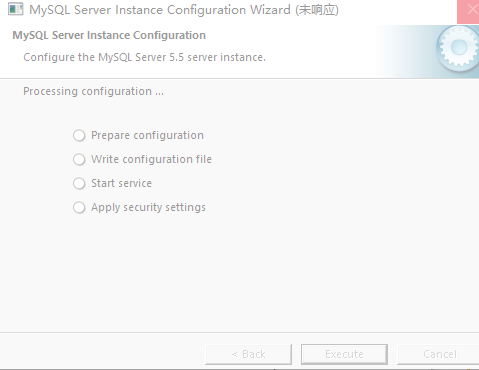 MySQL Server Instance Configuration Wizard (未响应)
MySQL Server Instance Configuration
Configure the MySQL Server 5.5 server instance.
Processing configuration ...
Prepare configuration
Write configuration file
Start service
Apply security settings
< Back Execute Cancel